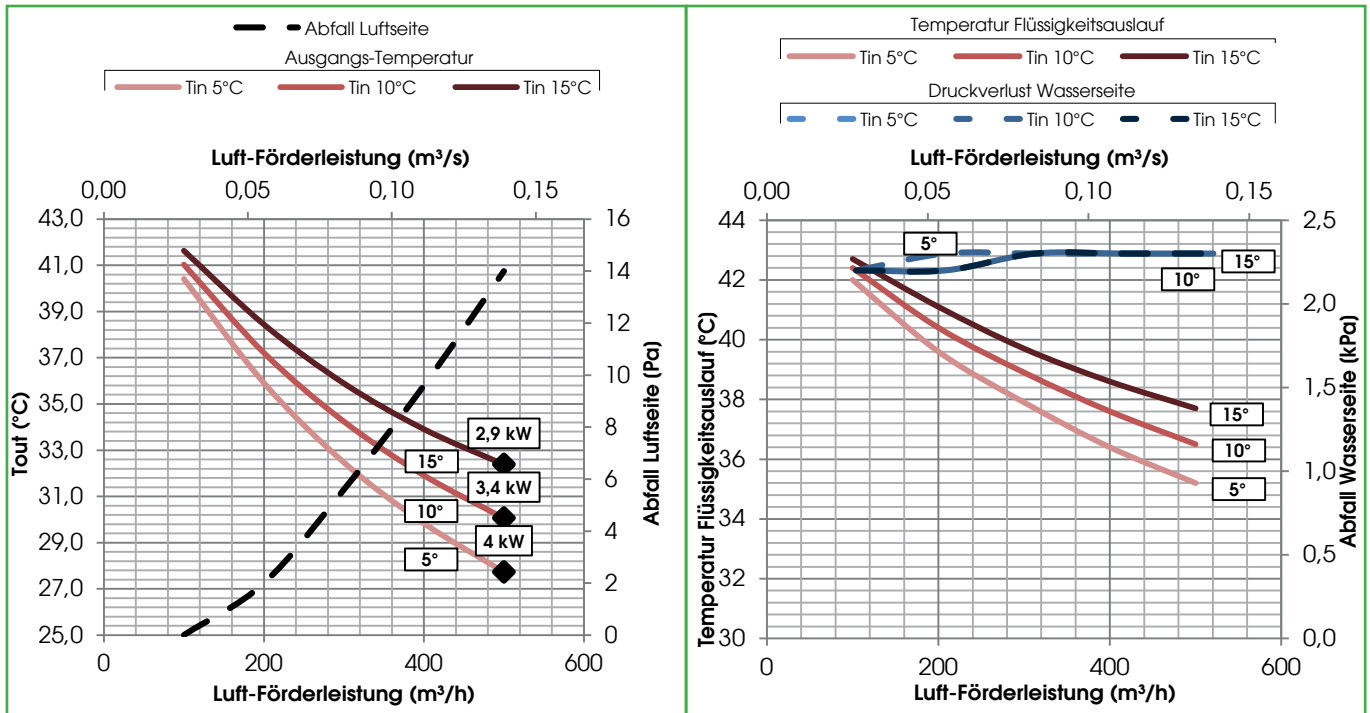 Abfall Luftseite
Ausgangs-Temperatur
Tin 5°C Tin 10°C Tin 15°C
Luft-Förderleistung (m³/s)
0,00 0,05 0,10 0,15
43,0
41,0
39,0
37,0
35,0
33,0
31,0
29,0
27,0
25,0
Tout (°C)
16
14
12
10
8
6
4
2
0
Abfall Luftseite (Pa)
2,9 kW
15°
3,4 kW
10°
4 kW
5°
0 200 400 600
Luft-Förderleistung (m³/h)
Temperatur Flüssigkeitsauslauf
Tin 5°C Tin 10°C Tin 15°C
Druckverlust Wasserseite
Tin 5°C Tin 10°C Tin 15°C
Luft-Förderleistung (m³/s)
0,00 0,05 0,10 0,15
44
42
40
38
36
34
32
30
Temperatur Flüssigkeitsauslauf (°C)
2,5
2,0
1,5
1,0
0,5
0,0
Abfall Wasserseite (kPa)
5°
15°
10°
15°
10°
5°
0 200 400 600
Luft-Förderleistung (m³/h)